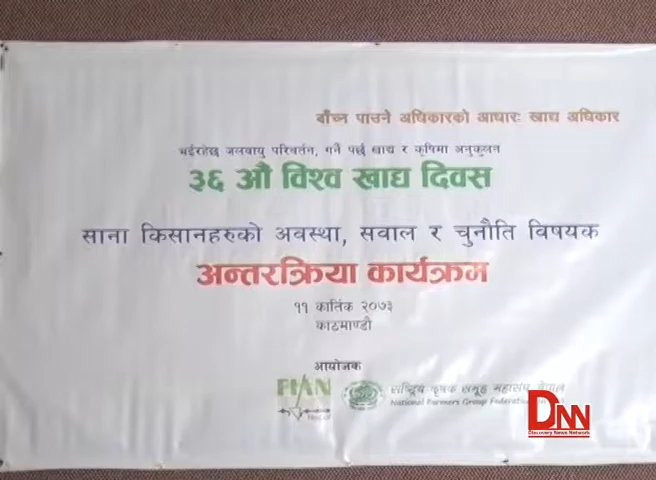 बाँच्न पाउने अधिकारको आधारः खाद्य अधिकार
भईरहेछ जलवायु परिवर्तन, गर्नै पर्छ खाद्य र कृषिमा अनुकूलन
३६ औ विश्व खाद्य दिवस
साना किसानहरुको अवस्था, सवाल र चुनौति विषयक
अन्तरक्रिया कार्यक्रम
११ कार्तिक २०७३
काठमाण्डौ
आयोजक
FIAN
Nepal
राष्ट्रिय कृषक समूह महासंघ, नेपाल
National Farmers Group Federation
DNN
Discovery News Network